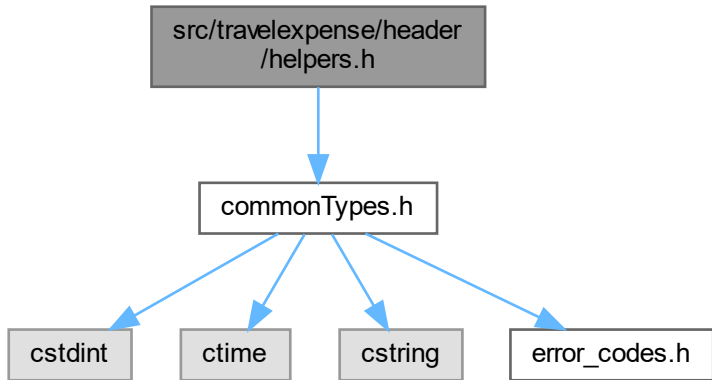 src/travelexpense/header
/helpers.h
commonTypes.h
cstdint
ctime
cstring
error_codes.h